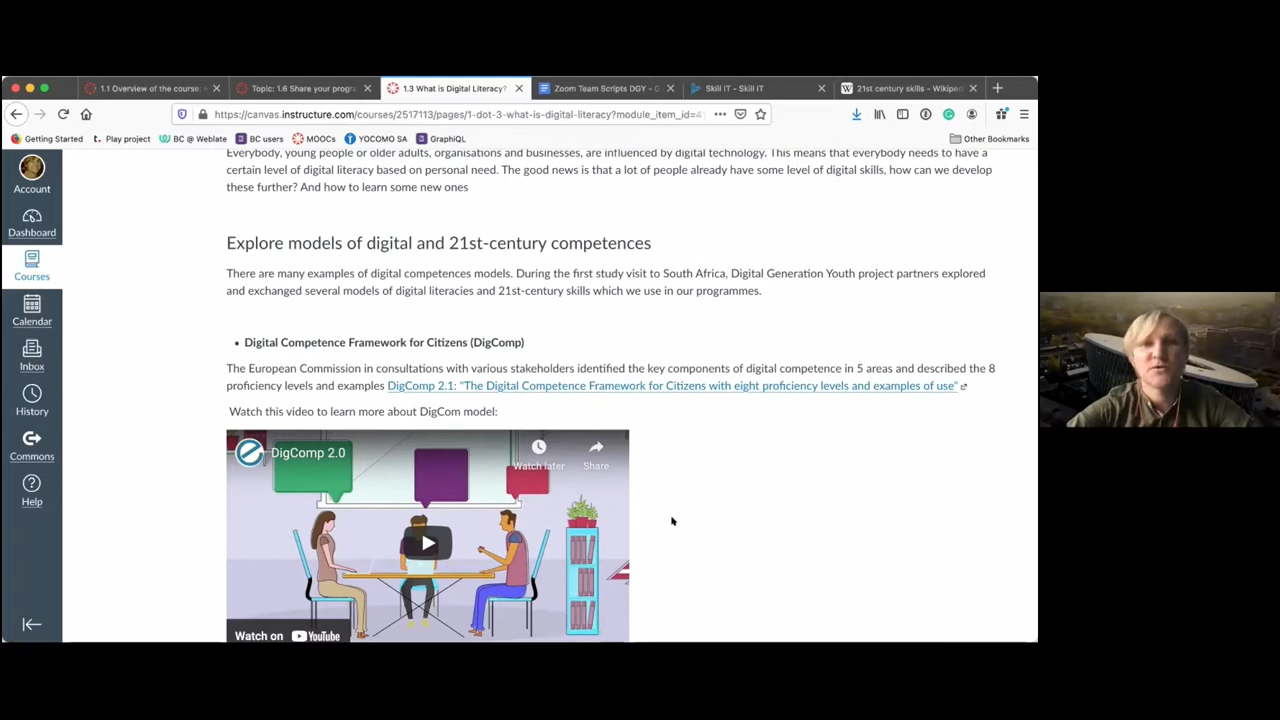 1.1 Overview of the course:
Topic: 1.6 Share your progr
1.3 What is Digital Literacy?
Zoom Team Scripts DGY - G
Skill IT - Skill IT
21st century skills - Wikiped
https://canvas.instructure.com/courses/2517113/pages/1-dot-3-what-is-digital-literacy?module_item_id=4
Getting Started
t. Play project
BC @ Weblate
BC users
MOOCs
YOCOMO SA
GraphiQL
Other Bookmarks
Account
Dashboard
Courses
Calendar
Inbox
History
Commons
Help
Everybody, young people or older adults, organisations and businesses, are influenced by digital technology. This means that everybody needs to have a
certain level of digital literacy based on personal need. The good news is that a lot of people already have some level of digital skills, how can we develop
these further? And how to learn some new ones
Explore models of digital and 21st-century competences
There are many examples of digital competences models. During the first study visit to South Africa, Digital Generation Youth project partners explored
and exchanged several models of digital literacies and 21st-century skills which we use in our programmes.
• Digital Competence Framework for Citizens (DigComp)
The European Commission in consultations with various stakeholders identified the key components of digital competence in 5 areas and described the 8
proficiency levels and examples DigComp 2.1: "The Digital Competence Framework for Citizens with eight proficiency levels and examples of use"
Watch this video to learn more about DigCom model:
DigComp 2.0
Watch later
Share
Watch on YouTube